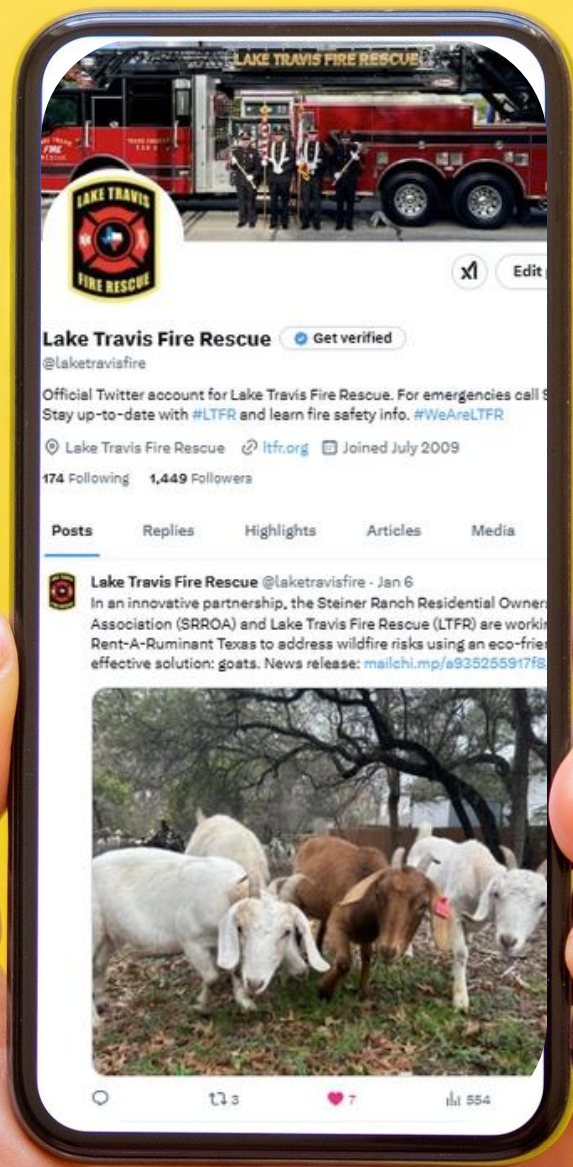 LAKE TRAVIS FIRE RESCUE
FIRE
RESCUE
LAKE TRAVIS
FIRE RESCUE
Edit
Lake Travis Fire Rescue Get verified
@laketravisfire
Official Twitter account for Lake Travis Fire Rescue. For emergencies call
Stay up-to-date with #LTFR and learn fire safety info. #WeAreLTFR
Lake Travis Fire Rescue ltfr.org Joined July 2009
174 Following 1,449 Followers
Posts Replies Highlights Articles Media
Lake Travis Fire Rescue @laketravisfire · Jan 6
In an innovative partnership, the Steiner Ranch Residential Owner
Association (SRROA) and Lake Travis Fire Rescue (LTFR) are workin
Rent-A-Ruminant Texas to address wildfire risks using an eco-frie
effective solution: goats. News release: mailchi.mp/a935255917f8
3 7 554